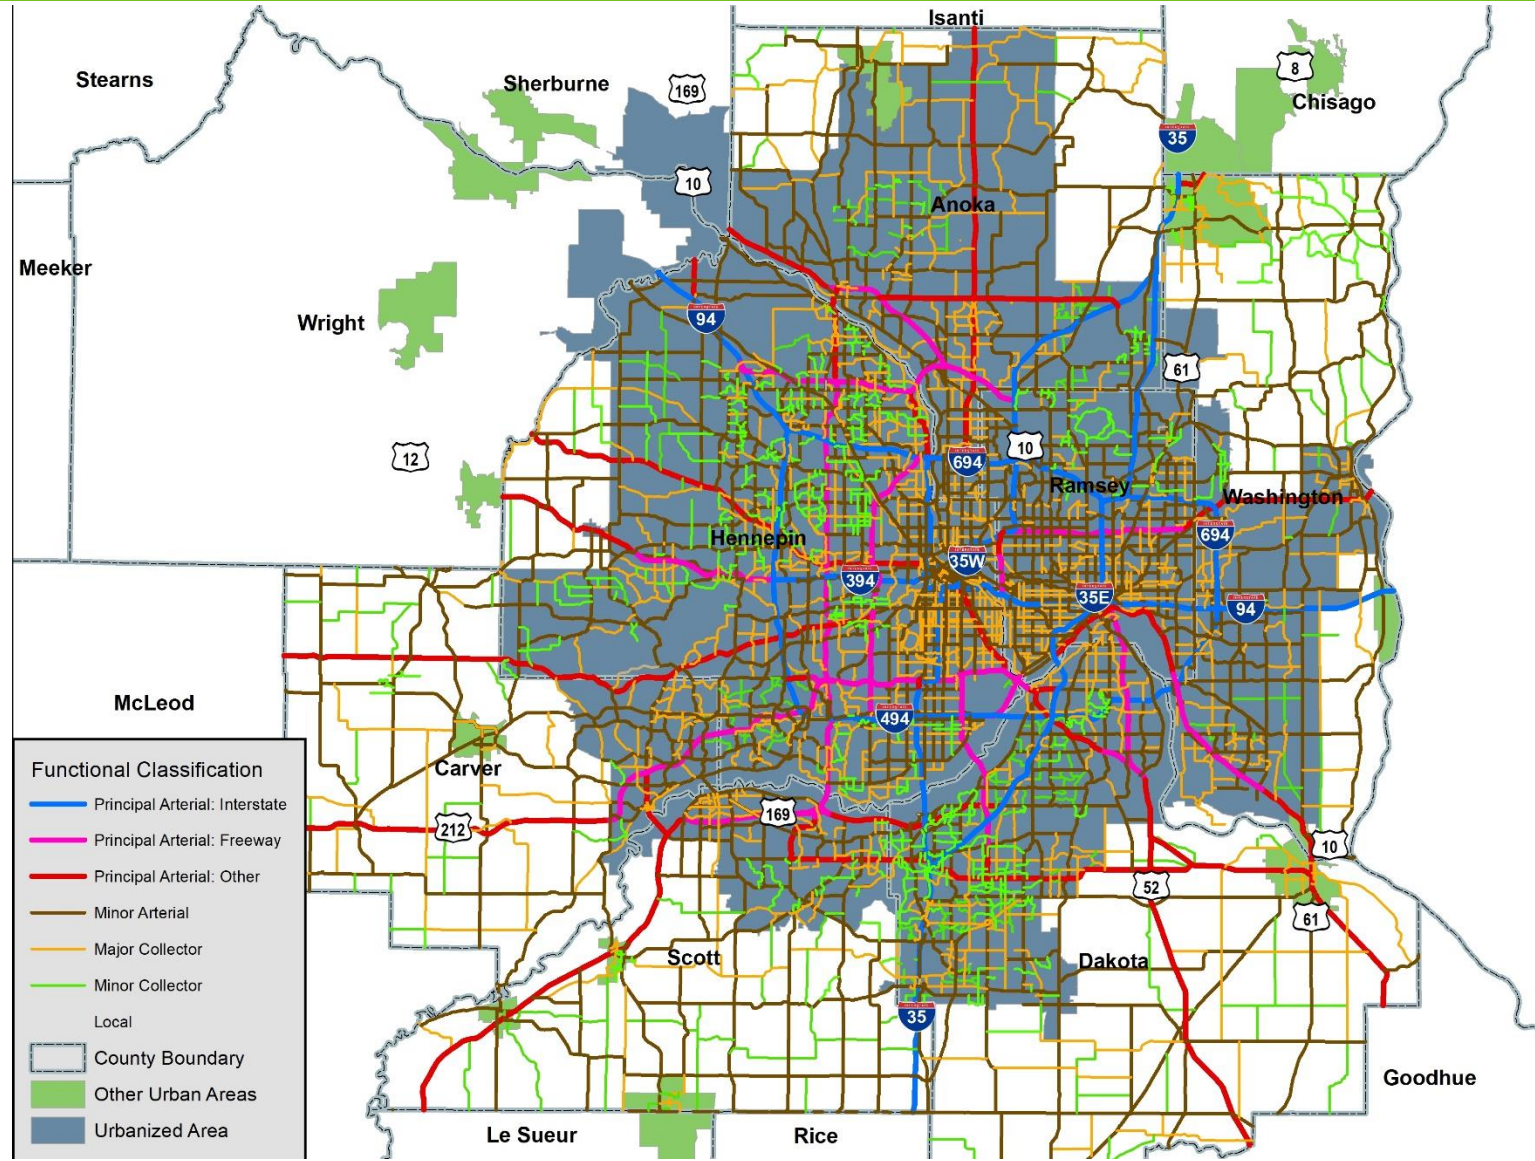 Isanti
Stearns
Sherburne
169
8
Chisago
35
10
Anoka
Meeker
Wright
94
61
12
10
694
Ramsey
Washington
Hennepin
694
35W
394
35E
94
McLeod
494
Carver
169
212
10
52
61
Scott
Dakota
35
Goodhue
Le Sueur
Rice
Functional Classification
Principal Arterial: Interstate
Principal Arterial: Freeway
Principal Arterial: Other
Minor Arterial
Major Collector
Minor Collector
Local
County Boundary
Other Urban Areas
Urbanized Area